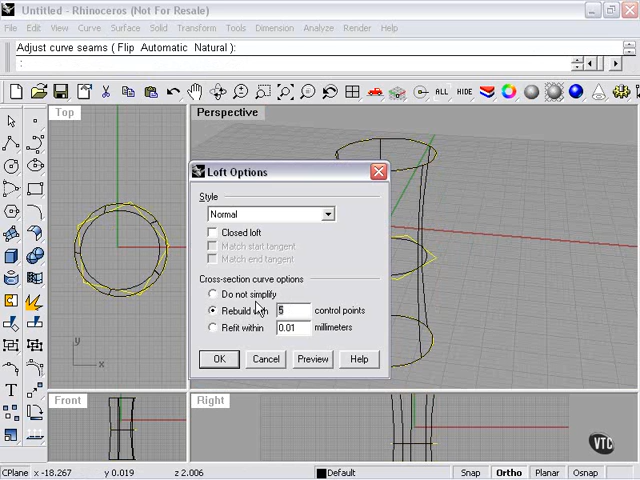 Untitled - Rhinoceros (Not For Resale)
File Edit View Curve Surface Solid Transform Tools Dimension Analyze Render Help
Adjust curve seams ( Flip Automatic Natural ):
:
ALL HIDE
Top
Perspective
Loft Options
Style
Normal
Closed loft
Match start tangent
Match end tangent
Cross-section curve options
Do not simplify
Rebuild with 5 control points
Refit within 0.01 millimeters
OK Cancel Preview Help
y
x
T
Front
Right
VTC
CPlane x -18.267 y 0.019 z 2.006 Default Snap Ortho Planar Osnap